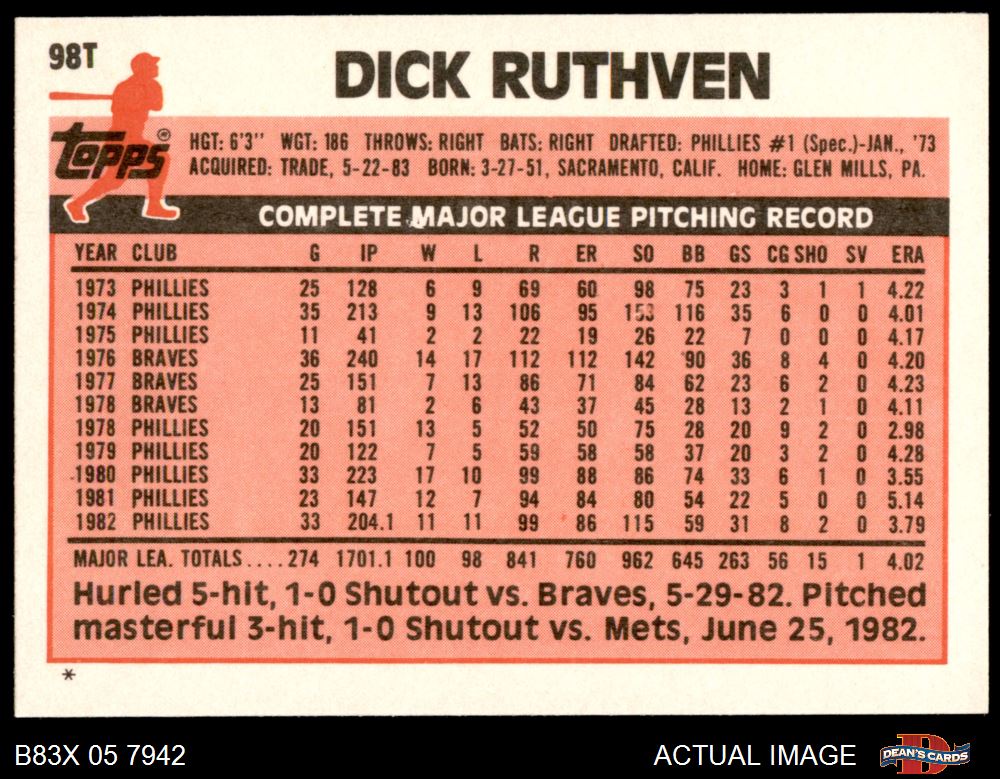 98T
DICK RUTHVEN
topps®
HGT: 6'3" WGT: 186 THROWS: RIGHT BATS: RIGHT DRAFTED: PHILLIES #1 (Spec.)-JAN., '73
ACQUIRED: TRADE, 5-22-83 BORN: 3-27-51, SACRAMENTO, CALIF. HOME: GLEN MILLS, PA.
COMPLETE MAJOR LEAGUE PITCHING RECORD
YEAR CLUB G IP W L R ER SO BB GS CG SHO SV ERA
1973 PHILLIES 25 128 6 9 69 60 98 75 23 3 1 1 4.22
1974 PHILLIES 35 213 9 13 106 95 153 116 35 6 0 0 4.01
1975 PHILLIES 11 41 2 2 22 19 26 22 7 0 0 0 4.17
1976 BRAVES 36 240 14 17 112 112 142 90 36 8 4 0 4.20
1977 BRAVES 25 151 7 13 86 71 84 62 23 6 2 0 4.23
1978 BRAVES 13 81 2 6 43 37 45 28 13 2 1 0 4.11
1978 PHILLIES 20 151 13 5 52 50 75 28 20 9 2 0 2.98
1979 PHILLIES 20 122 7 5 59 58 58 37 20 3 2 0 4.28
1980 PHILLIES 33 223 17 10 99 88 86 74 33 6 1 0 3.55
1981 PHILLIES 23 147 12 7 94 84 80 54 22 5 0 0 5.14
1982 PHILLIES 33 204.1 11 11 99 86 115 59 31 8 2 0 3.79
MAJOR LEA. TOTALS.... 274 1701.1 100 98 841 760 962 645 263 56 15 1 4.02
Hurled 5-hit, 1-0 Shutout vs. Braves, 5-29-82. Pitched
masterful 3-hit, 1-0 Shutout vs. Mets, June 25, 1982.
*
B83X 05 7942 ACTUAL IMAGE DEAN'S CARDS